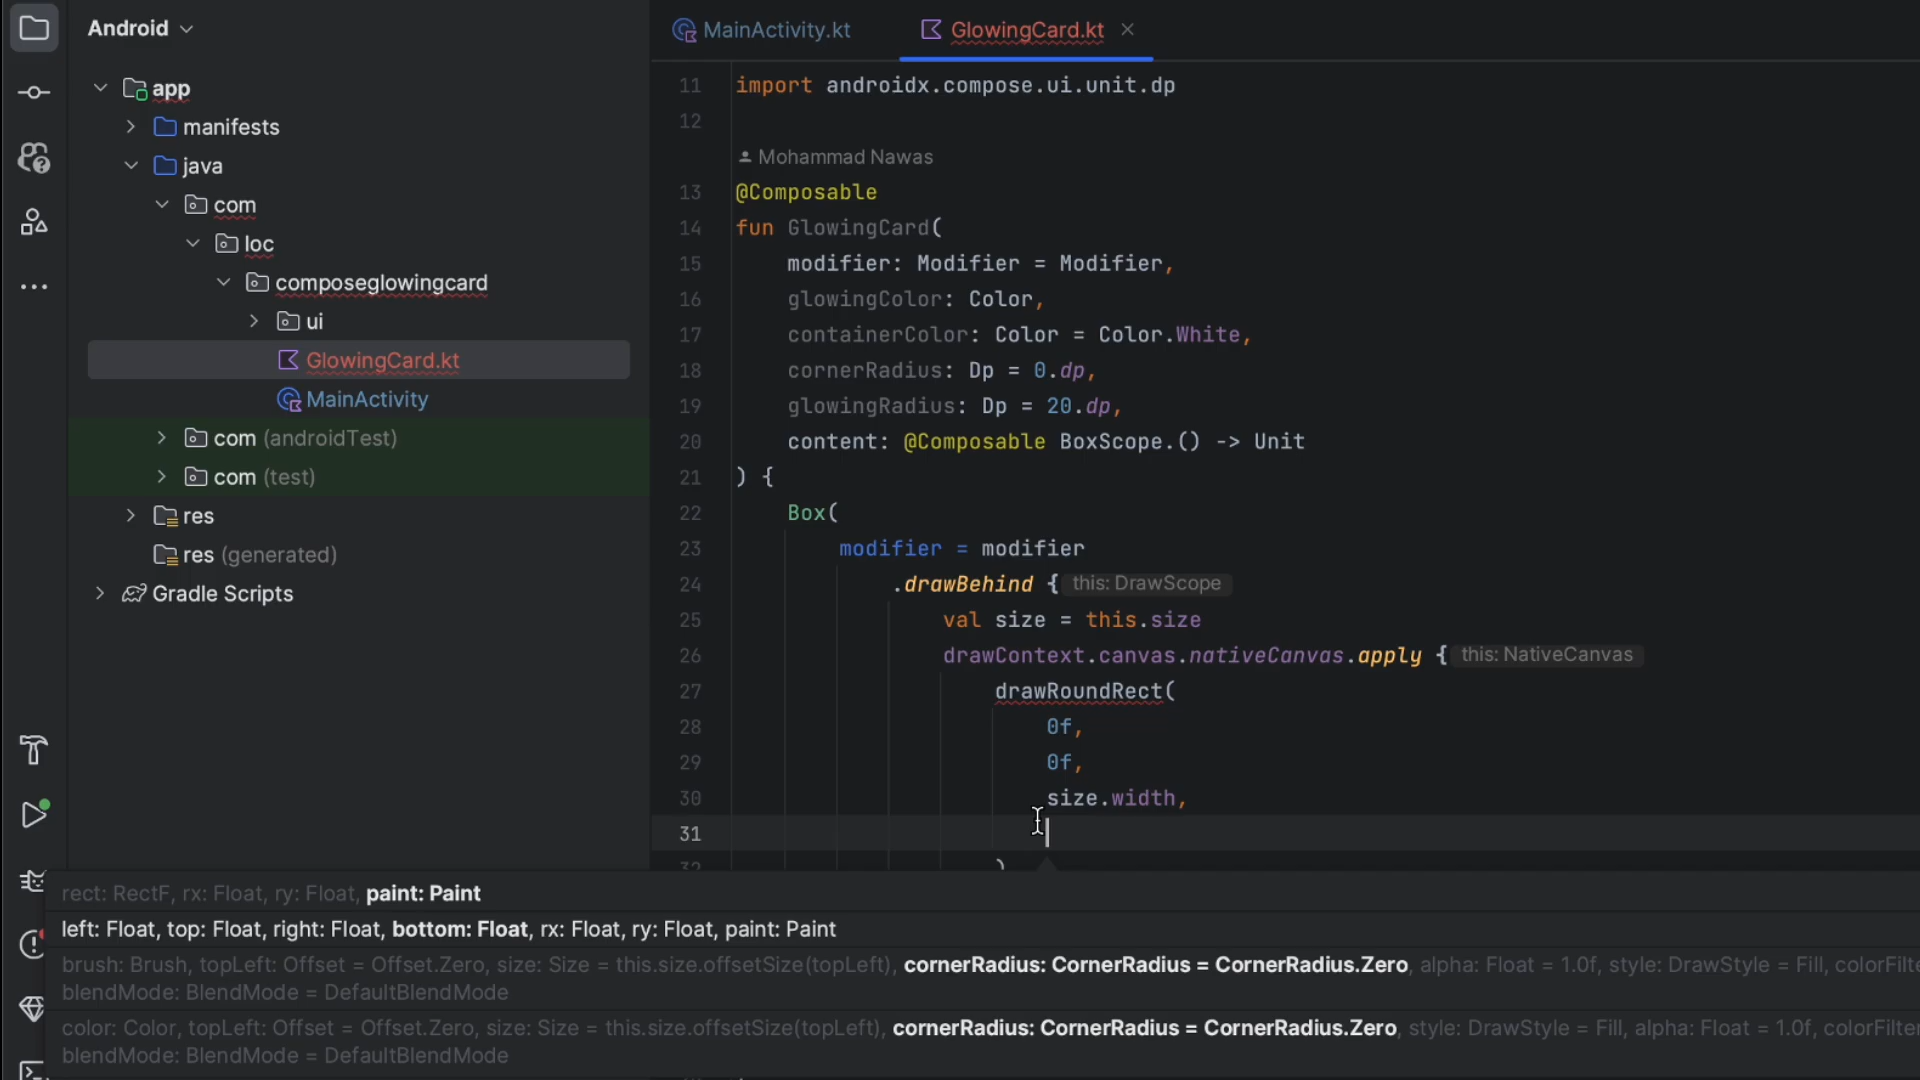 Android
app
manifests
java
com
loc
composeglowingcard
ui
GlowingCard.kt
MainActivity
com (androidTest)
com (test)
res
res (generated)
Gradle Scripts
MainActivity.kt
GlowingCard.kt
11 import androidx.compose.ui.unit.dp
12
Mohammad Nawas
13 @Composable
14 fun GlowingCard(
15 modifier: Modifier = Modifier,
16 glowingColor: Color,
17 containerColor: Color = Color.White,
18 cornerRadius: Dp = 0.dp,
19 glowingRadius: Dp = 20.dp,
20 content: @Composable BoxScope.() -> Unit
21 ) {
22 Box(
23 modifier = modifier
24 .drawBehind { this: DrawScope
25 val size = this.size
26 drawContext.canvas.nativeCanvas.apply { this: NativeCanvas
27 drawRoundRect(
28 0f,
29 0f,
30 size.width,
31
32 )
rect: RectF, rx: Float, ry: Float, paint: Paint
left: Float, top: Float, right: Float, bottom: Float, rx: Float, ry: Float, paint: Paint
brush: Brush, topLeft: Offset = Offset.Zero, size: Size = this.size.offsetSize(topLeft), cornerRadius: CornerRadius = CornerRadius.Zero, alpha: Float = 1.0f, style: DrawStyle = Fill, colorFilte
blendMode: BlendMode = DefaultBlendMode
color: Color, topLeft: Offset = Offset.Zero, size: Size = this.size.offsetSize(topLeft), cornerRadius: CornerRadius = CornerRadius.Zero, style: DrawStyle = Fill, alpha: Float = 1.0f, colorFilter
blendMode: BlendMode = DefaultBlendMode